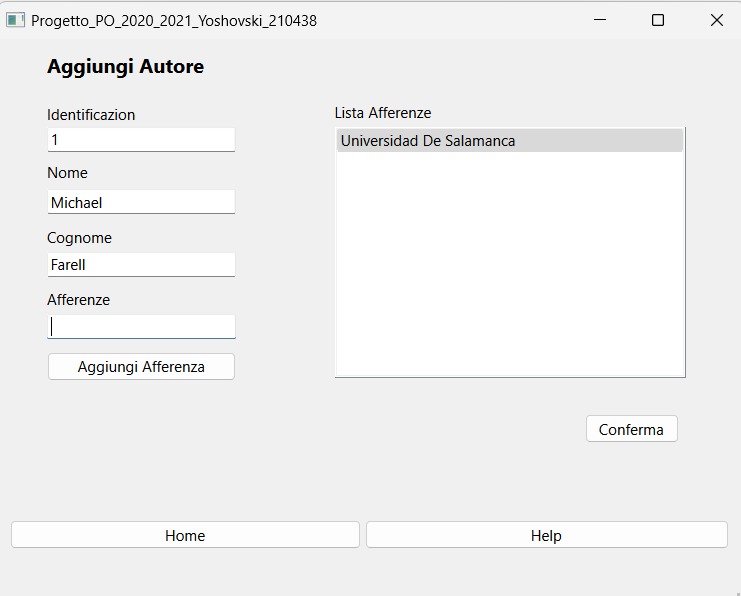 Progetto_PO_2020_2021_Yoshovski_210438
Aggiungi Autore
Identificazion
1
Nome
Michael
Cognome
Farell
Afferenze
Aggiungi Afferenza
Lista Afferenze
Universidad De Salamanca
Conferma
Home
Help